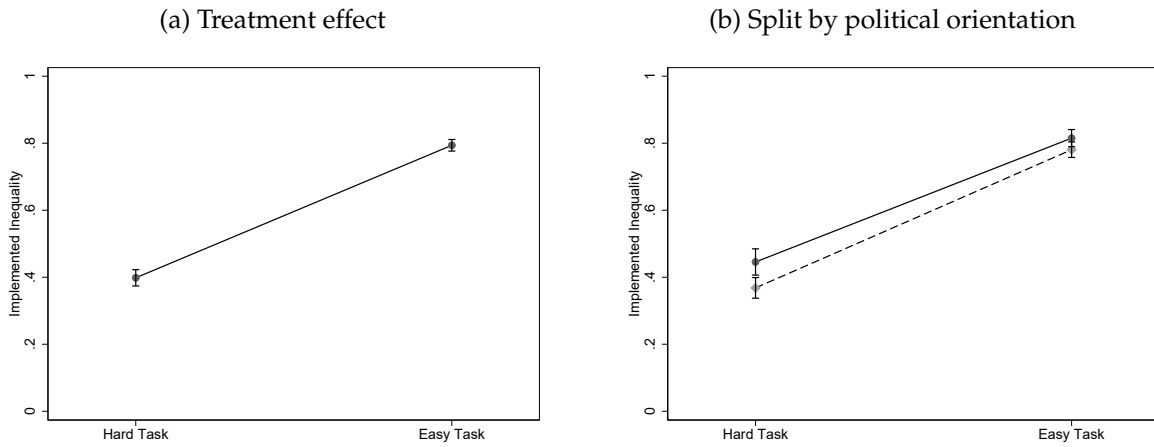 (a) Treatment effect
Implemented Inequality
1
.8
.6
.4
.2
0
Hard Task
Easy Task
(b) Split by political orientation
Implemented Inequality
1
.8
.6
.4
.2
0
Hard Task
Easy Task